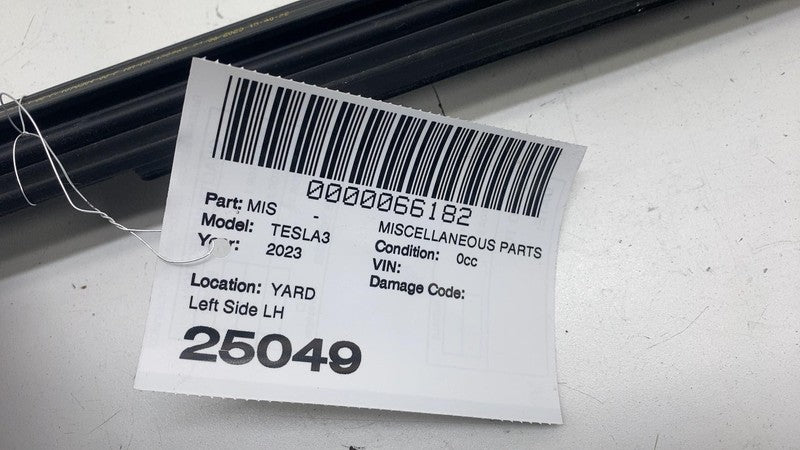 0000066182
Part: MIS - MISCELLANEOUS PARTS
Model: TESLA3 Condition: 0cc
Year: 2023 VIN:
Damage Code:
Location: YARD
Left Side LH
25049